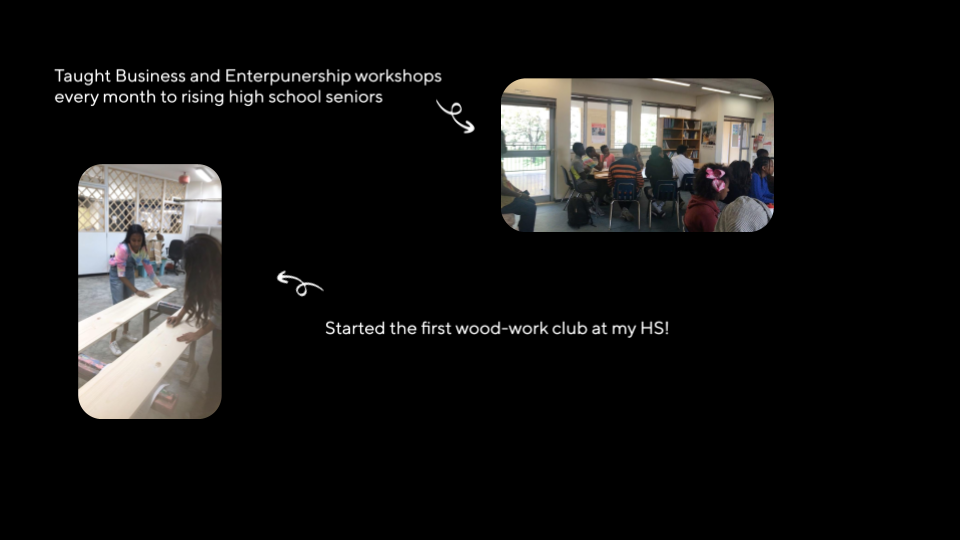 Taught Business and Enterpunership workshops
every month to rising high school seniors
Started the first wood-work club at my HS!